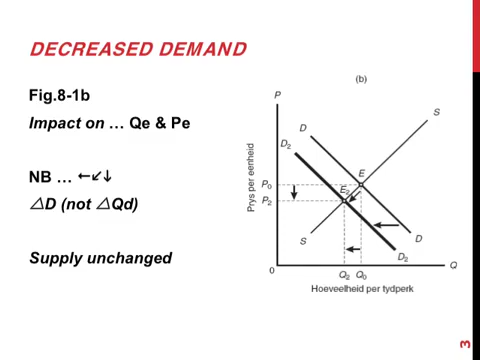 DECREASED DEMAND
Fig.8-1b
Impact on … Qe & Pe
NB … ←↙↓
△D (not △Qd)
Supply unchanged
(b)
P
S
D
D₂
E
P₀
E₂
P₂
Prys per eenheid
S
D
D₂
0
Q₂ Q₀
Q
Hoeveelheid per tydperk
3